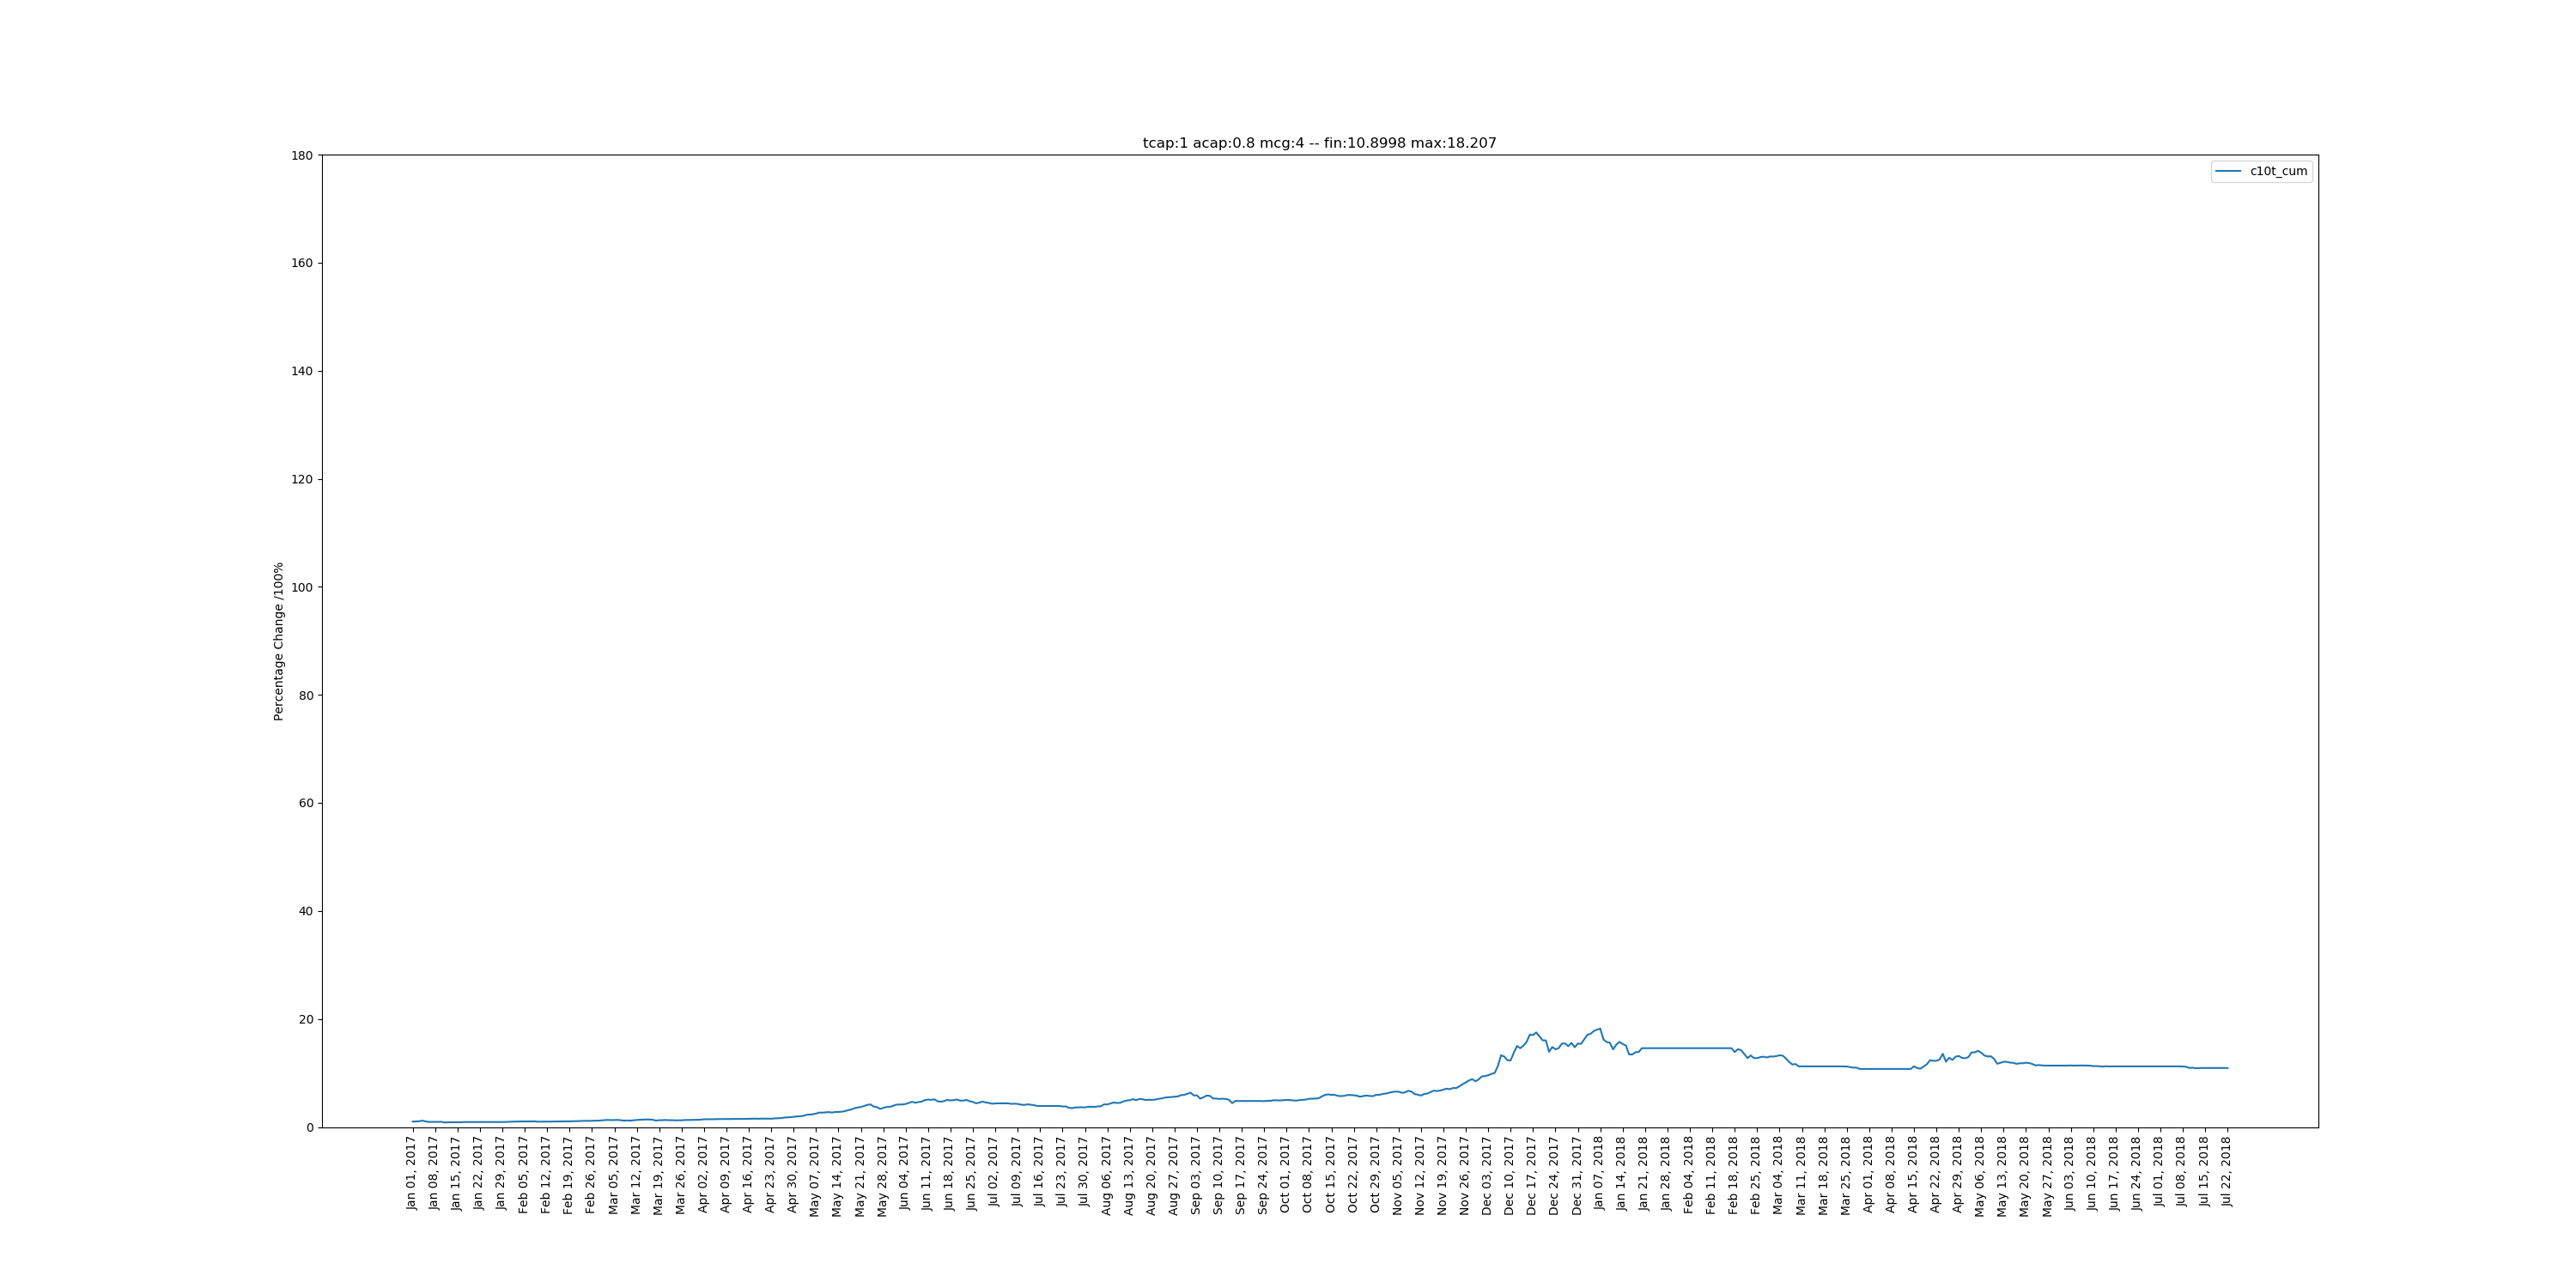 tcap:1 acap:0.8 mcg:4 -- fin:10.8998 max:18.207
c10t_cum
Percentage Change /100%
180
160
140
120
100
80
60
40
20
0
Jan 01, 2017
Jan 08, 2017
Jan 15, 2017
Jan 22, 2017
Jan 29, 2017
Feb 05, 2017
Feb 12, 2017
Feb 19, 2017
Feb 26, 2017
Mar 05, 2017
Mar 12, 2017
Mar 19, 2017
Mar 26, 2017
Apr 02, 2017
Apr 09, 2017
Apr 16, 2017
Apr 23, 2017
Apr 30, 2017
May 07, 2017
May 14, 2017
May 21, 2017
May 28, 2017
Jun 04, 2017
Jun 11, 2017
Jun 18, 2017
Jun 25, 2017
Jul 02, 2017
Jul 09, 2017
Jul 16, 2017
Jul 23, 2017
Jul 30, 2017
Aug 06, 2017
Aug 13, 2017
Aug 20, 2017
Aug 27, 2017
Sep 03, 2017
Sep 10, 2017
Sep 17, 2017
Sep 24, 2017
Oct 01, 2017
Oct 08, 2017
Oct 15, 2017
Oct 22, 2017
Oct 29, 2017
Nov 05, 2017
Nov 12, 2017
Nov 19, 2017
Nov 26, 2017
Dec 03, 2017
Dec 10, 2017
Dec 17, 2017
Dec 24, 2017
Dec 31, 2017
Jan 07, 2018
Jan 14, 2018
Jan 21, 2018
Jan 28, 2018
Feb 04, 2018
Feb 11, 2018
Feb 18, 2018
Feb 25, 2018
Mar 04, 2018
Mar 11, 2018
Mar 18, 2018
Mar 25, 2018
Apr 01, 2018
Apr 08, 2018
Apr 15, 2018
Apr 22, 2018
Apr 29, 2018
May 06, 2018
May 13, 2018
May 20, 2018
May 27, 2018
Jun 03, 2018
Jun 10, 2018
Jun 17, 2018
Jun 24, 2018
Jul 01, 2018
Jul 08, 2018
Jul 15, 2018
Jul 22, 2018